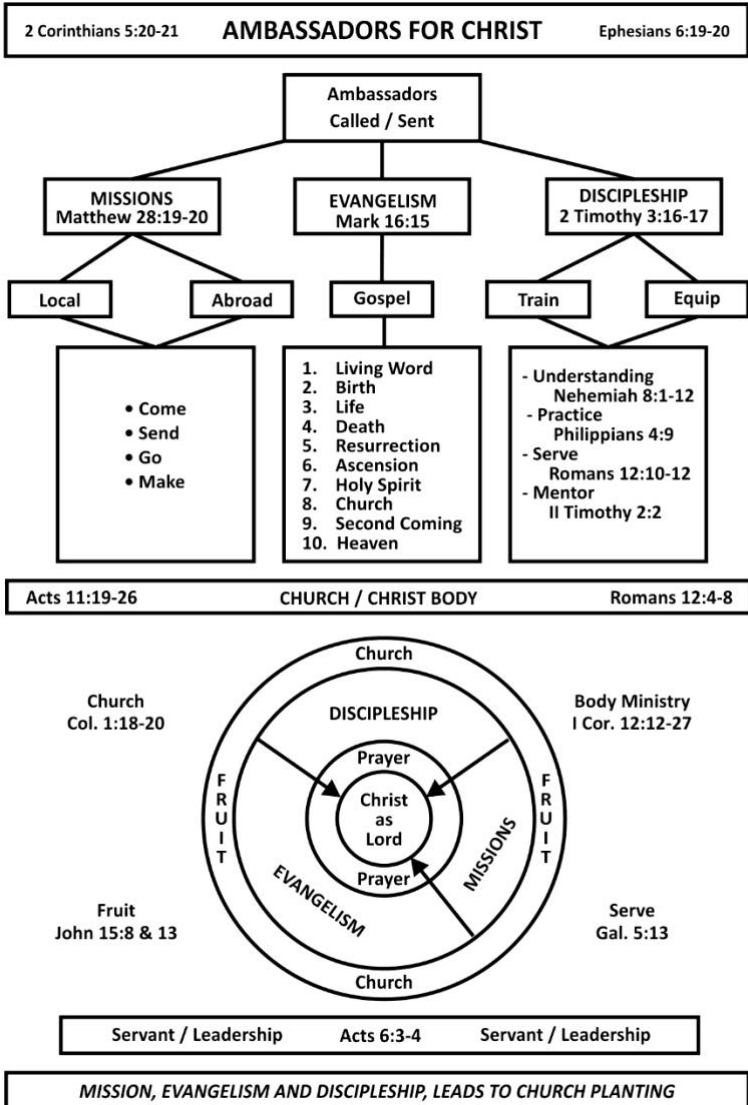 2 Corinthians 5:20-21 AMBASSADORS FOR CHRIST Ephesians 6:19-20
Ambassadors
Called / Sent
MISSIONS
Matthew 28:19-20
EVANGELISM
Mark 16:15
DISCIPLESHIP
2 Timothy 3:16-17
Local
Abroad
Gospel
Train
Equip
• Come
• Send
• Go
• Make
1. Living Word
2. Birth
3. Life
4. Death
5. Resurrection
6. Ascension
7. Holy Spirit
8. Church
9. Second Coming
10. Heaven
- Understanding
Nehemiah 8:1-12
- Practice
Philippians 4:9
- Serve
Romans 12:10-12
- Mentor
II Timothy 2:2
Acts 11:19-26 CHURCH / CHRIST BODY Romans 12:4-8
Church
Col. 1:18-20
Body Ministry
I Cor. 12:12-27
Church
DISCIPLESHIP
Prayer
Christ
as
Lord
Prayer
FRUIT
FRUIT
EVANGELISM
MISSIONS
Church
Fruit
John 15:8 & 13
Serve
Gal. 5:13
Servant / Leadership Acts 6:3-4 Servant / Leadership
MISSION, EVANGELISM AND DISCIPLESHIP, LEADS TO CHURCH PLANTING